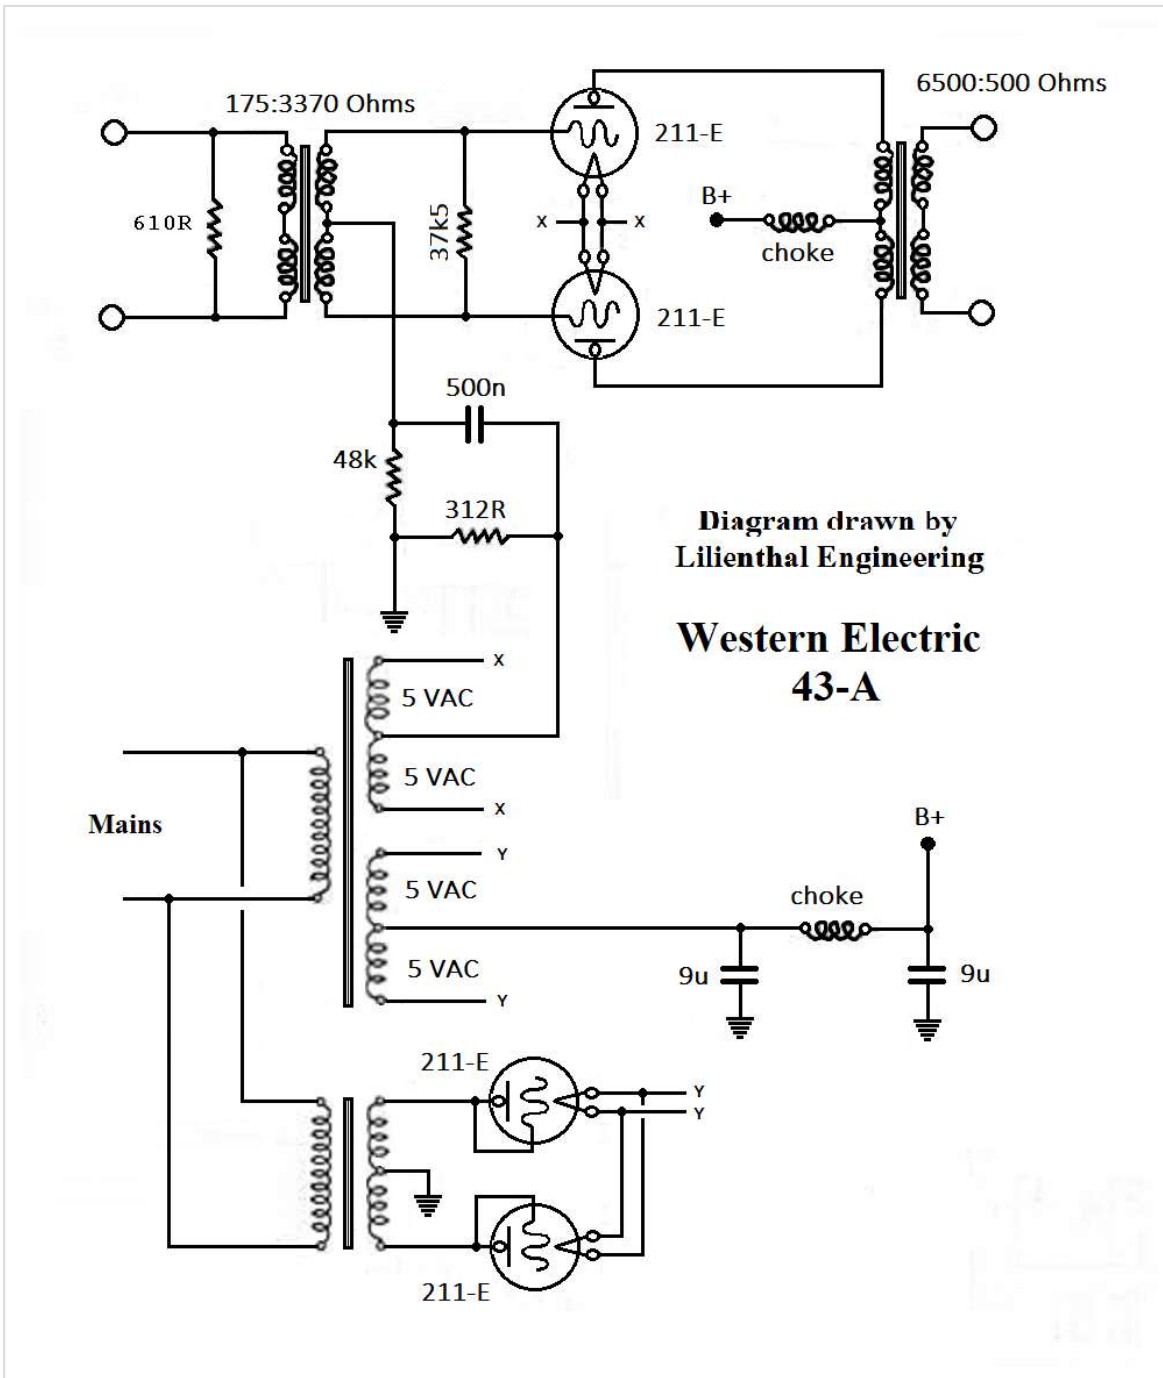 175:3370 Ohms
6500:500 Ohms
211-E
610R
37k5
X
X
B+
choke
211-E
500n
48k
312R
Diagram drawn by
Lilienthal Engineering
Western Electric
43-A
X
5 VAC
5 VAC
X
Mains
Y
5 VAC
5 VAC
Y
B+
choke
9u
9u
211-E
Y
Y
211-E